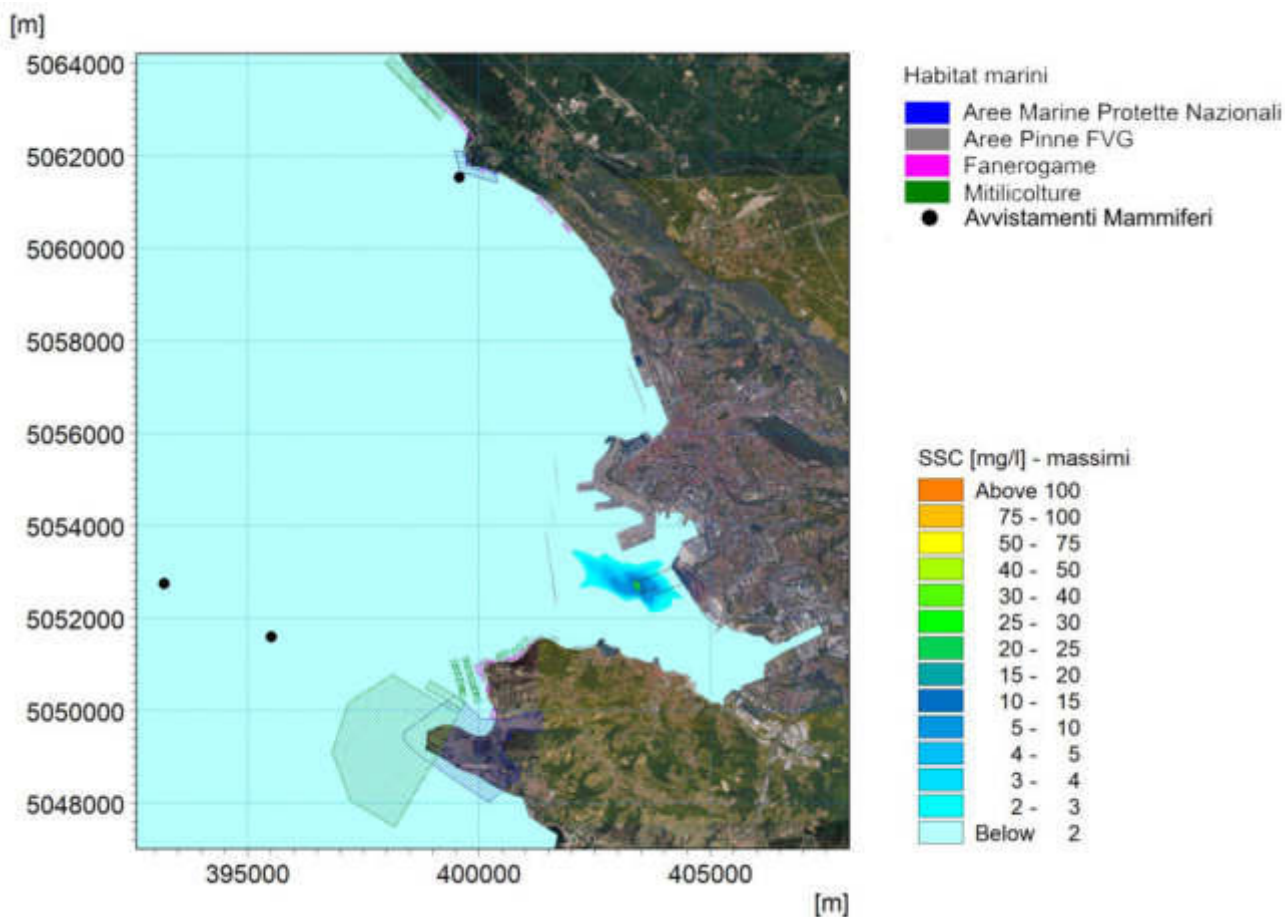 [m]
5064000
5062000
5060000
5058000
5056000
5054000
5052000
5050000
5048000
395000
400000
405000
[m]
Habitat marini
Aree Marine Protette Nazionali
Aree Pinne FVG
Fanerogame
Mitilicolture
Avvistamenti Mammiferi
SSC [mg/l] - massimi
Above 100
75 - 100
50 - 75
40 - 50
30 - 40
25 - 30
20 - 25
15 - 20
10 - 15
5 - 10
4 - 5
3 - 4
2 - 3
Below 2